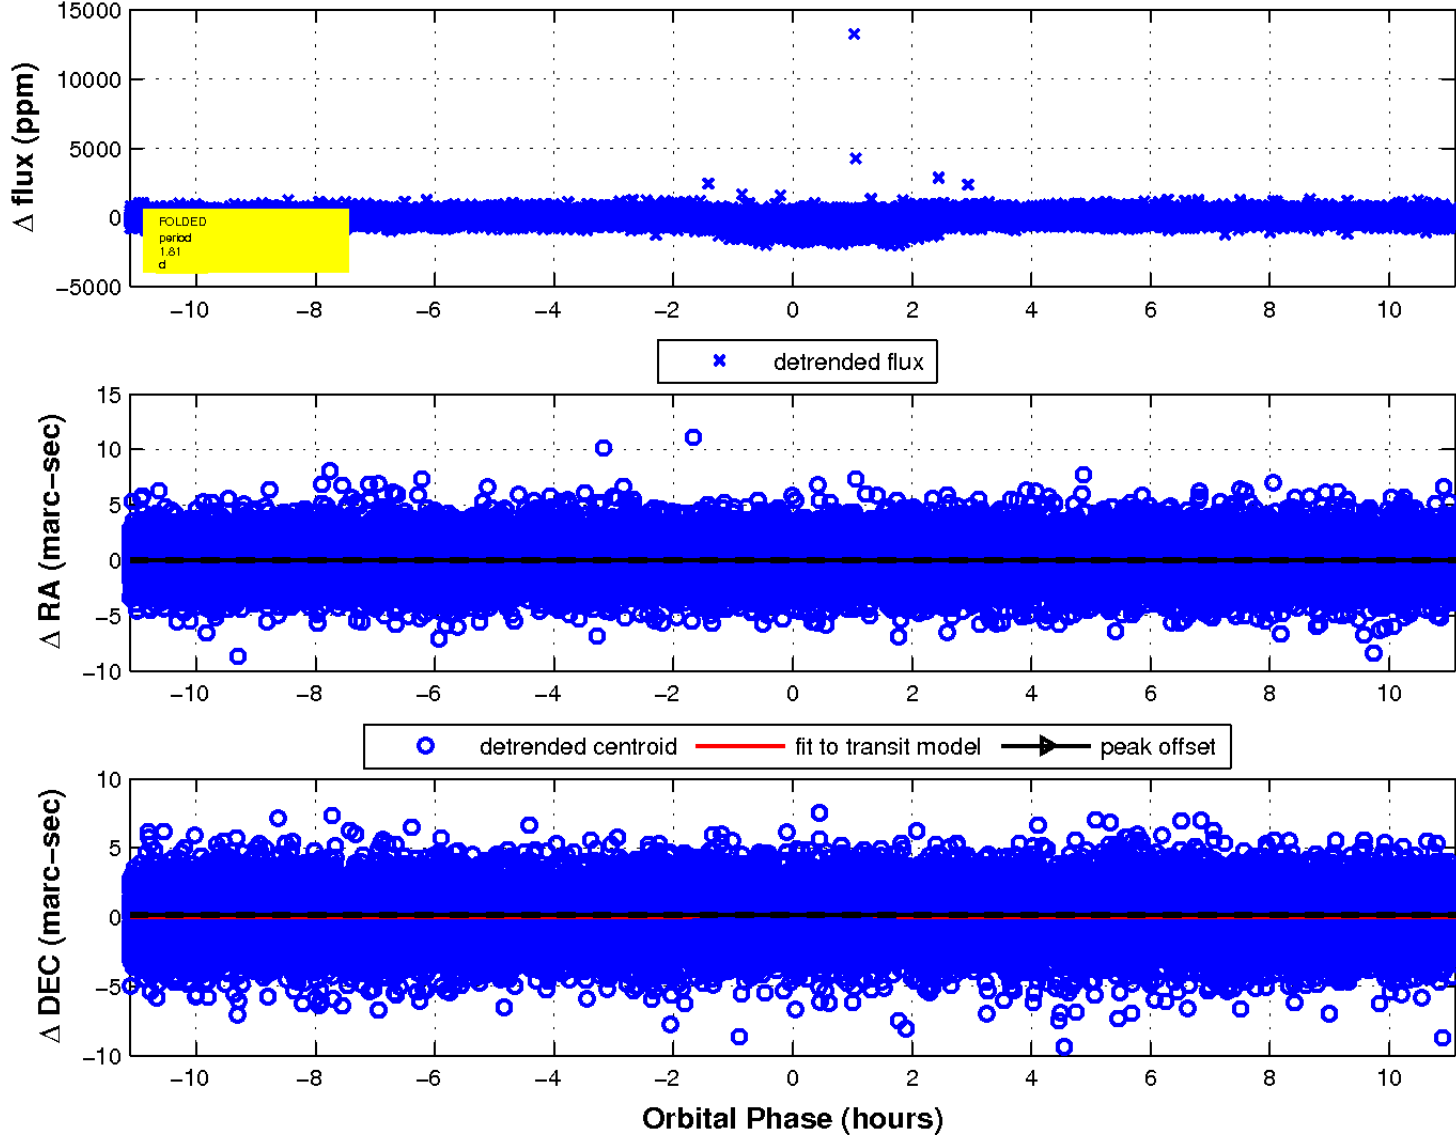 15000
10000
5000
0
−5000
Δ flux (ppm)
FOLDED
period
1.81
d
−10 −8 −6 −4 −2 0 2 4 6 8 10
detrended flux
15
10
5
0
−5
−10
Δ RA (marc−sec)
−10 −8 −6 −4 −2 0 2 4 6 8 10
detrended centroid fit to transit model peak offset
10
5
0
−5
−10
Δ DEC (marc−sec)
−10 −8 −6 −4 −2 0 2 4 6 8 10
Orbital Phase (hours)